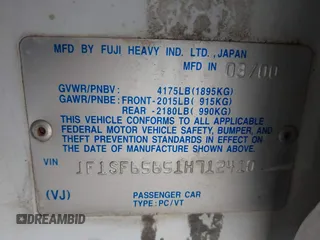 MFD BY FUJI HEAVY IND. LTD., JAPAN
MFD IN 03/00
GVWR/PNBV: 4175LB(1895KG)
GAWR/PNBE: FRONT-2015LB( 915KG)
REAR -2180LB( 990KG)
THIS VEHICLE CONFORMS TO ALL APPLICABLE
FEDERAL MOTOR VEHICLE SAFETY, BUMPER, AND
THEFT STANDARDS IN EFFECT ON THE DATE
OF MANUFACTURE SHOWN ABOVE.
VIN
(VJ)
PASSENGER CAR
TYPE: PC/VT
DREAMBID